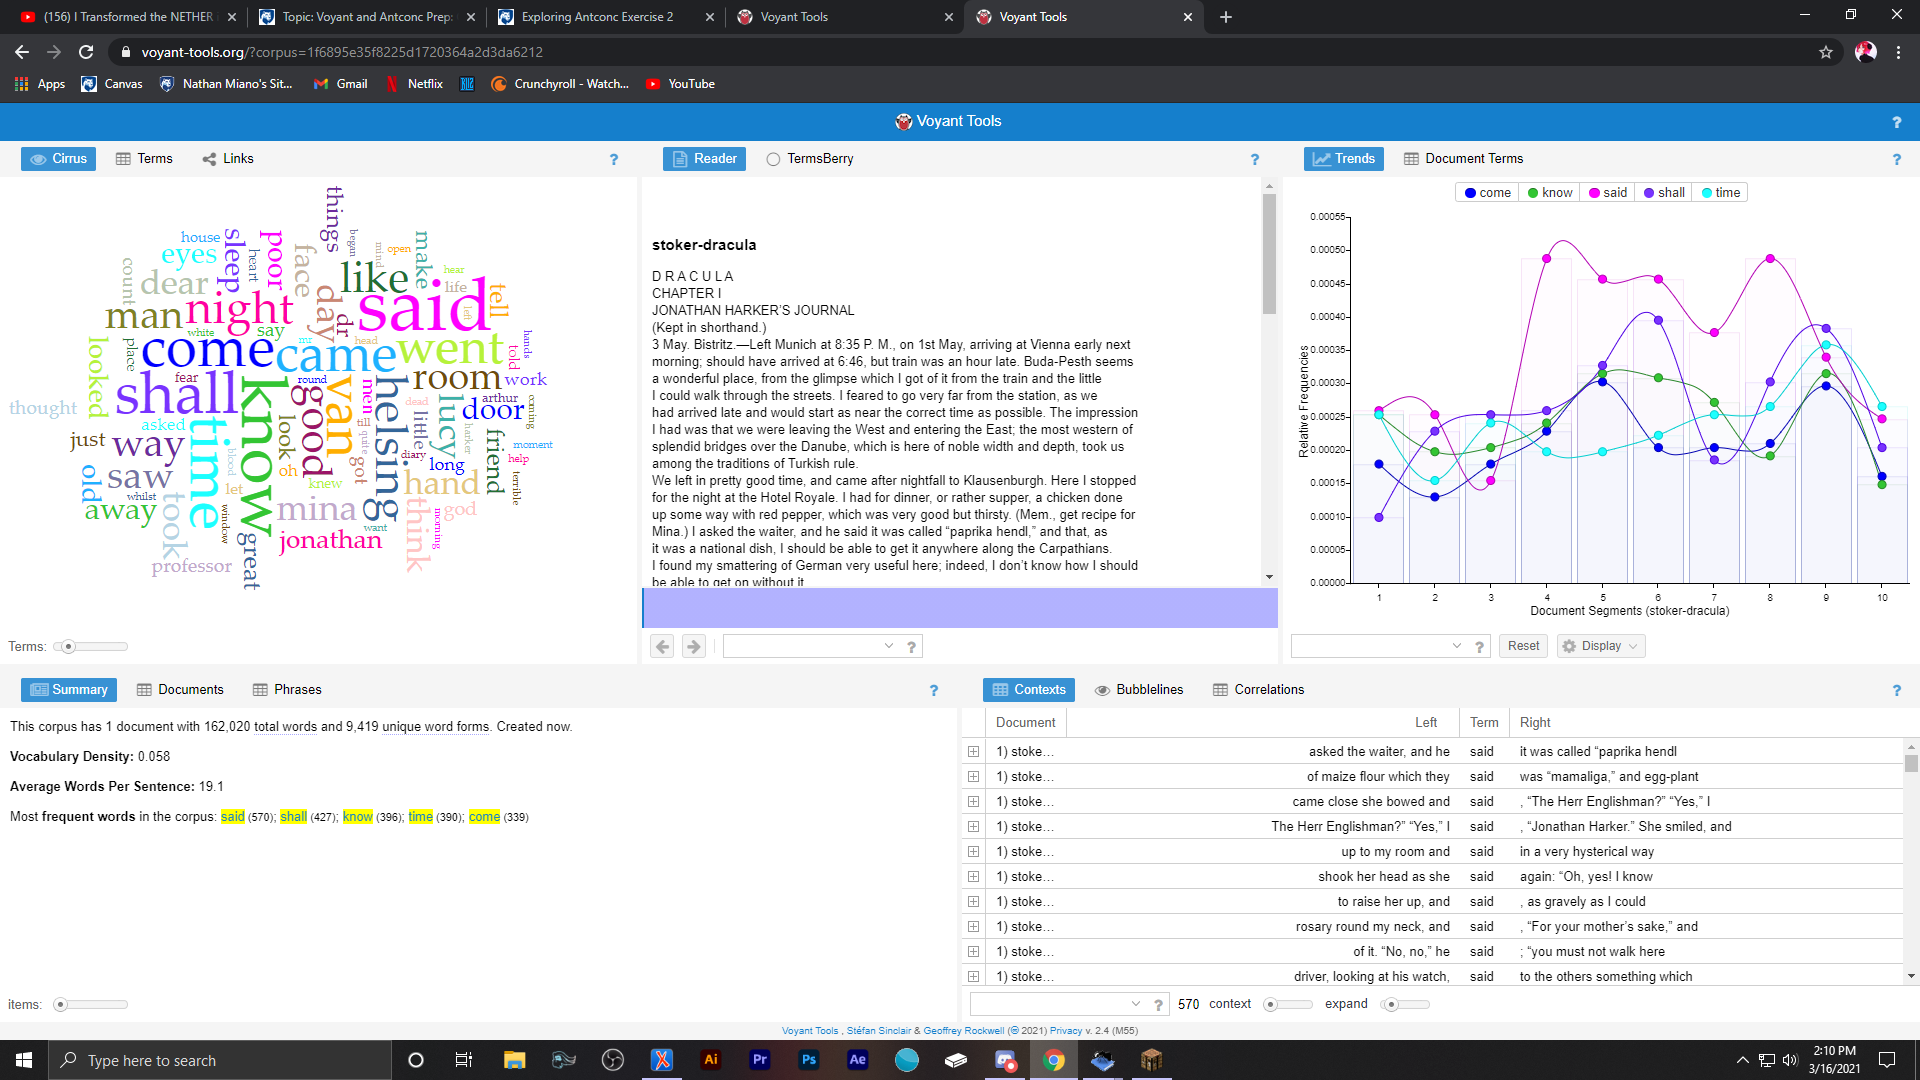 (156) I Transformed the NETHER i
Topic: Voyant and Antconc Prep:
Exploring Antconc Exercise 2
Voyant Tools
Voyant Tools
voyant-tools.org/?corpus=1f6895e35f8225d1720364a2d3da6212
Apps
Canvas
Nathan Miano's Sit...
Gmail
Netflix
Crunchyroll - Watch...
YouTube
Voyant Tools
?
Cirrus
Terms
Links
?
things
house
sleep
heart
poor
face
began
mind
open
make
hear
eyes
count
dear
like
life
tell
left
said
man
night
day
dr
white
say
mr
head
looked
place
come
came
went
told
hands
fear
round
room
work
thought
shall
know
good
van
men
helsing
dead
arthur
coming
lucy
door
asked
time
look
till
quite
little
harker
friend
moment
just
way
blood
oh
got
diary
long
help
old
saw
whilst
let
knew
hand
terrible
away
took
window
mina
want
think
morning
god
great
jonathan
professor
Terms:
Reader
TermsBerry
?
stoker-dracula
D R A C U L A
CHAPTER I
JONATHAN HARKER'S JOURNAL
(Kept in shorthand.)
3 May. Bistritz.—Left Munich at 8:35 P. M., on 1st May, arriving at Vienna early next
morning; should have arrived at 6:46, but train was an hour late. Buda-Pesth seems
a wonderful place, from the glimpse which I got of it from the train and the little
I could walk through the streets. I feared to go very far from the station, as we
had arrived late and would start as near the correct time as possible. The impression
I had was that we were leaving the West and entering the East; the most western of
splendid bridges over the Danube, which is here of noble width and depth, took us
among the traditions of Turkish rule.
We left in pretty good time, and came after nightfall to Klausenburgh. Here I stopped
for the night at the Hotel Royale. I had for dinner, or rather supper, a chicken done
up some way with red pepper, which was very good but thirsty. (Mem., get recipe for
Mina.) I asked the waiter, and he said it was called “paprika hendl,” and that, as
it was a national dish, I should be able to get it anywhere along the Carpathians.
I found my smattering of German very useful here; indeed, I don’t know how I should
be able to get on without it
?
Trends
Document Terms
?
come
know
said
shall
time
0.00055
0.00050
0.00045
0.00040
0.00035
0.00030
0.00025
0.00020
0.00015
0.00010
0.00005
0.00000
Relative Frequencies
1 2 3 4 5 6 7 8 9 10
Document Segments (stoker-dracula)
? Reset Display
Summary
Documents
Phrases
?
This corpus has 1 document with 162,020 total words and 9,419 unique word forms. Created now.
Vocabulary Density: 0.058
Average Words Per Sentence: 19.1
Most frequent words in the corpus: said (570); shall (427); know (396); time (390); come (339)
items:
Contexts
Bubblelines
Correlations
?
Document Left Term Right
1) stoke... asked the waiter, and he said it was called “paprika hendl
1) stoke... of maize flour which they said was “mamaliga,” and egg-plant
1) stoke... came close she bowed and said , “The Herr Englishman?” “Yes,” I
1) stoke... The Herr Englishman?” “Yes,” I said , “Jonathan Harker.” She smiled, and
1) stoke... up to my room and said in a very hysterical way
1) stoke... shook her head as she said again: “Oh, yes! I know
1) stoke... to raise her up, and said , as gravely as I could
1) stoke... rosary round my neck, and said , “For your mother’s sake,” and
1) stoke... of it. “No, no,” he said ; “you must not walk here
1) stoke... driver, looking at his watch, said to the others something which
? 570 context expand
Voyant Tools , Stéfan Sinclair & Geoffrey Rockwell (© 2021) Privacy v. 2.4 (M55)
Type here to search
Ai
Pr
Ps
Ae
2:10 PM
3/16/2021